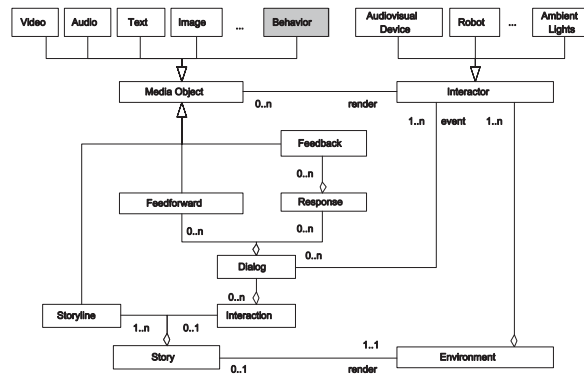 Video
Audio
Text
Image
...
Behavior
Audiovisual
Device
Robot
...
Ambient
Lights
Media Object
0..n
render
Interactor
1..n
event
1..n
Feedback
0..n
Feedforward
Response
0..n
0..n
Dialog
0..n
0..n
Storyline
Interaction
1..n
0..1
Story
0..1
render
1..1
Environment